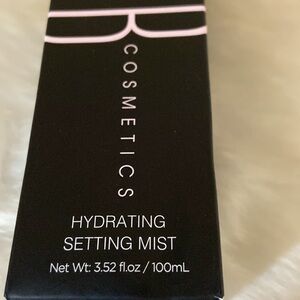 COSMETICS
HYDRATING
SETTING MIST
Net Wt: 3.52 fl.oz / 100mL